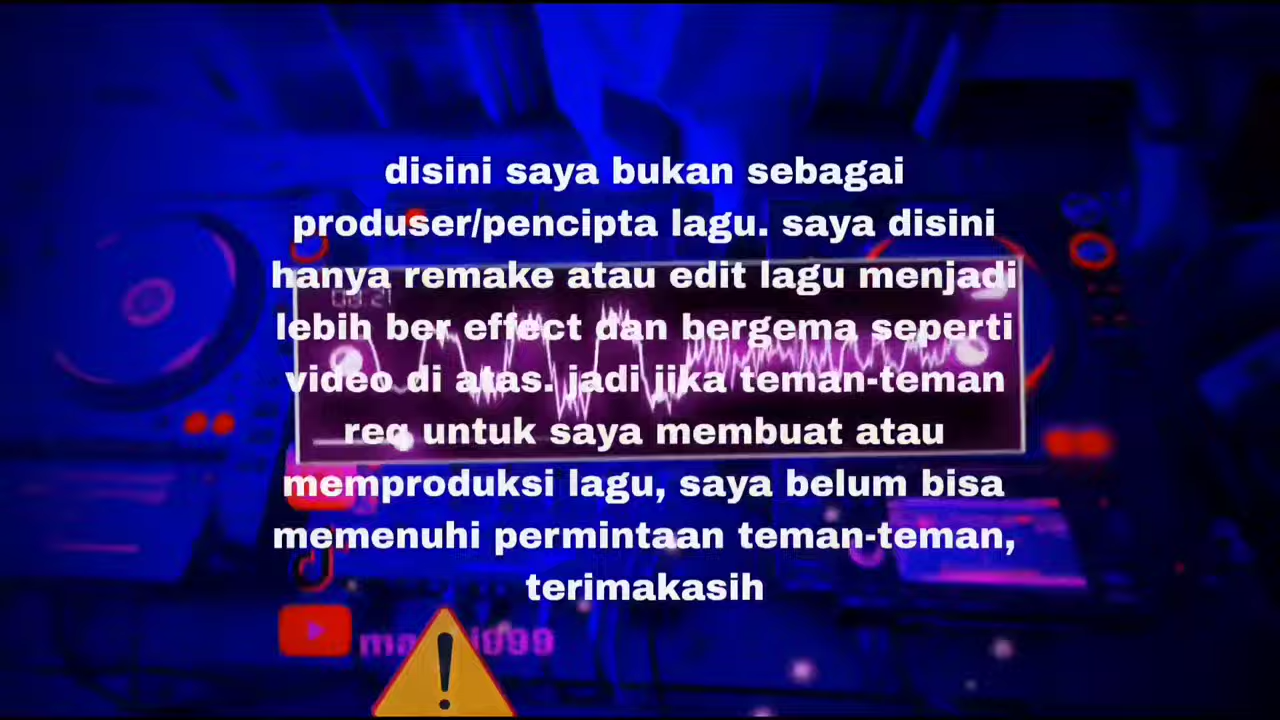 disini saya bukan sebagai
produser/pencipta lagu. saya disini
hanya remake atau edit lagu menjadi
lebih ber effect dan bergema seperti
video di atas. jadi jika teman-teman
req untuk saya membuat atau
memproduksi lagu, saya belum bisa
memenuhi permintaan teman-teman,
terimakasih